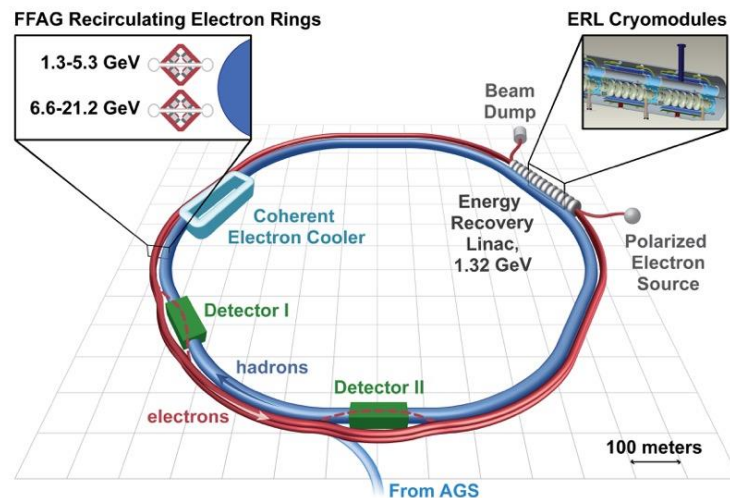 FFAG Recirculating Electron Rings
1.3-5.3 GeV
6.6-21.2 GeV
ERL Cryomodules
Beam
Dump
Energy
Recovery
Linac,
1.32 GeV
Polarized
Electron
Source
Coherent
Electron Cooler
Detector I
hadrons
Detector II
electrons
100 meters
From AGS